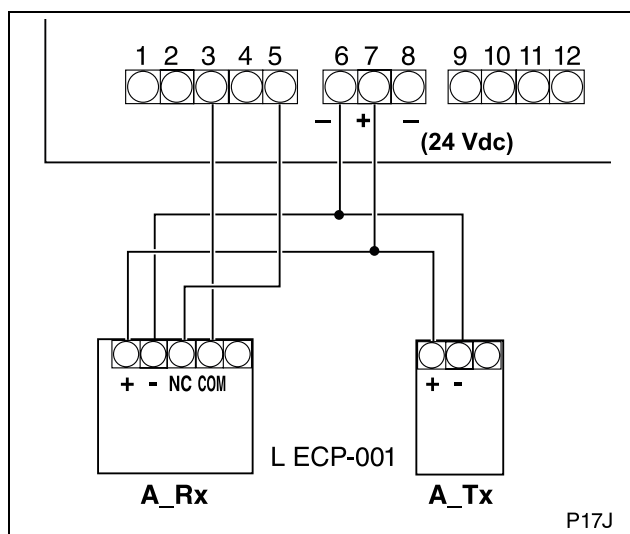 1 2 3 4 5 6 7 8 9 10 11 12
− + −
(24 Vdc)
+ - NC COM + -
L ECP-001
A_Rx A_Tx
P17J